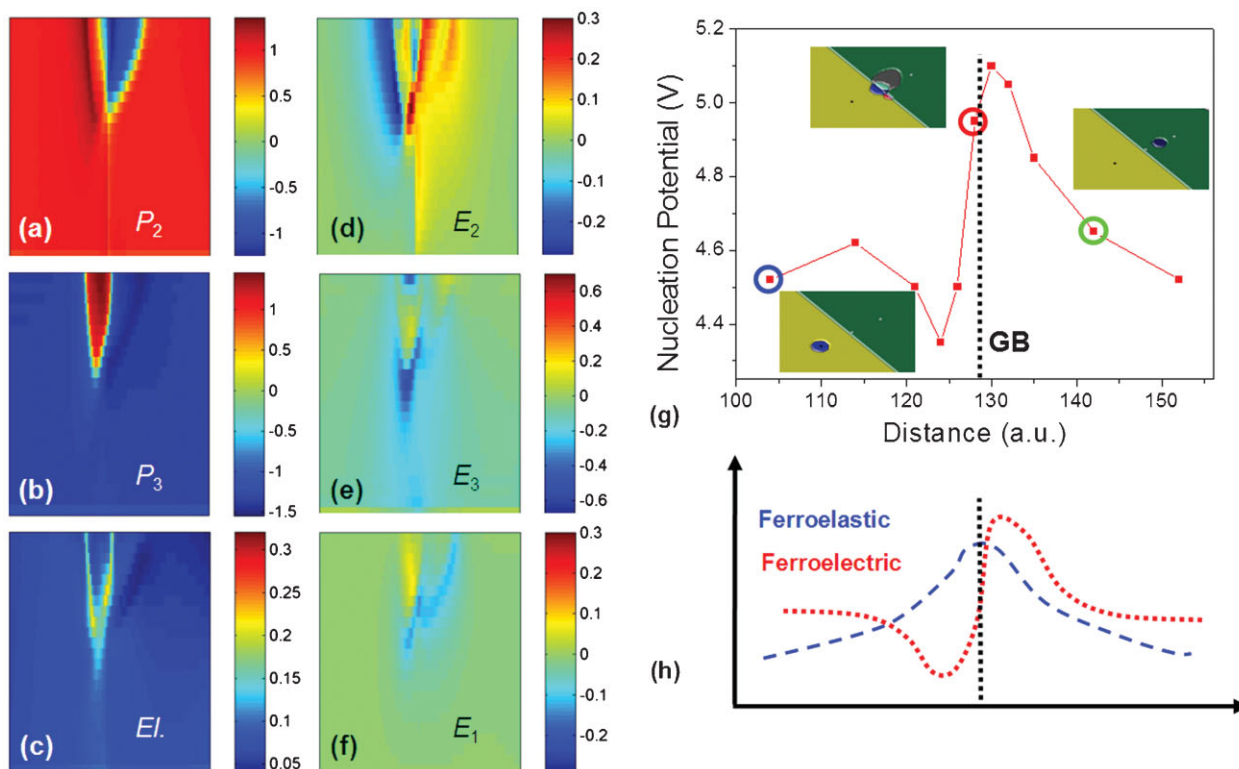 1
0.5
0
-0.5
-1
(a)
P2
0.3
0.2
0.1
0
-0.1
-0.2
(d)
E2
1
0.5
0
-0.5
-1
-1.5
(b)
P3
0.6
0.4
0.2
0
-0.2
-0.4
-0.6
(e)
E3
0.3
0.25
0.2
0.15
0.1
0.05
(c)
El.
0.3
0.2
0.1
0
-0.1
-0.2
(f)
E1
5.2
5.0
4.8
4.6
4.4
Nucleation Potential (V)
GB
100 110 120 130 140 150
(g)
Distance (a.u.)
Ferroelastic
Ferroelectric
(h)